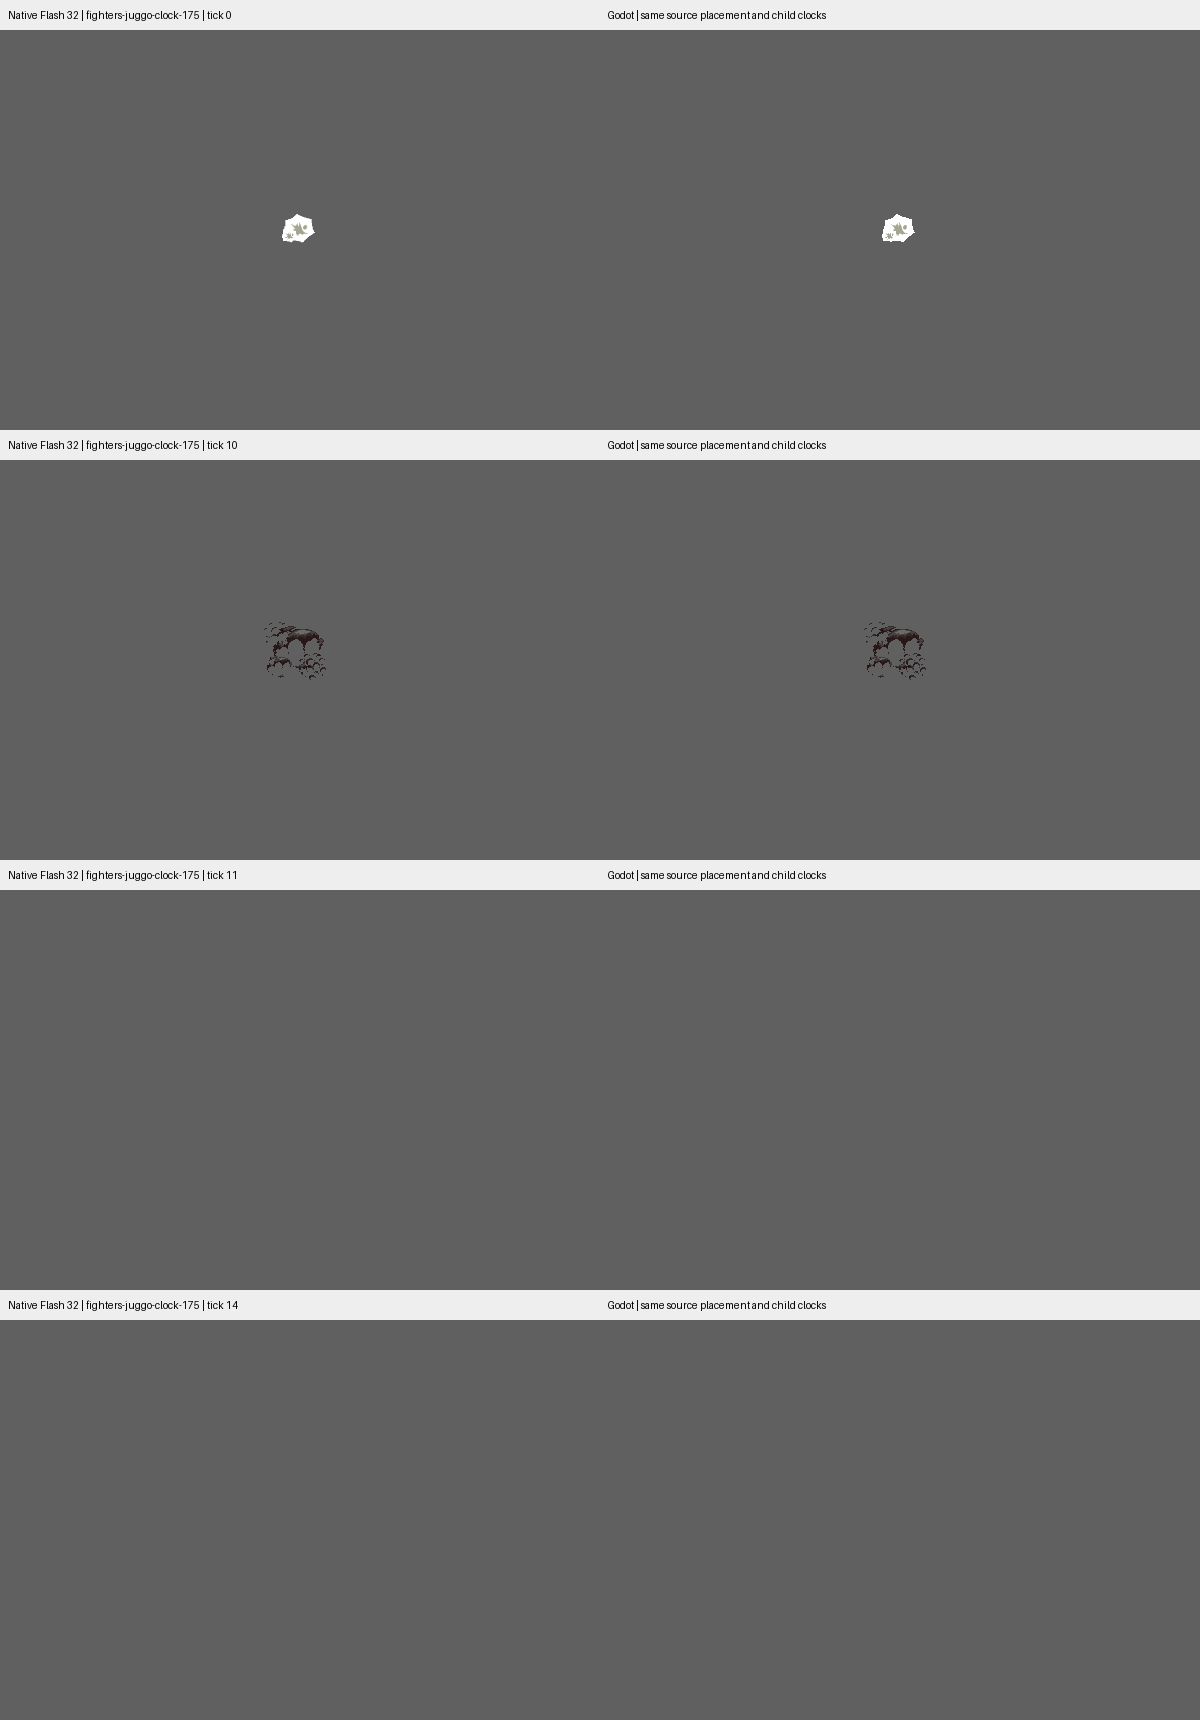 Native Flash 32 | fighters-juggo-clock-175 | tick 0
Godot | same source placement and child clocks
Native Flash 32 | fighters-juggo-clock-175 | tick 10
Godot | same source placement and child clocks
Native Flash 32 | fighters-juggo-clock-175 | tick 11
Godot | same source placement and child clocks
Native Flash 32 | fighters-juggo-clock-175 | tick 14
Godot | same source placement and child clocks